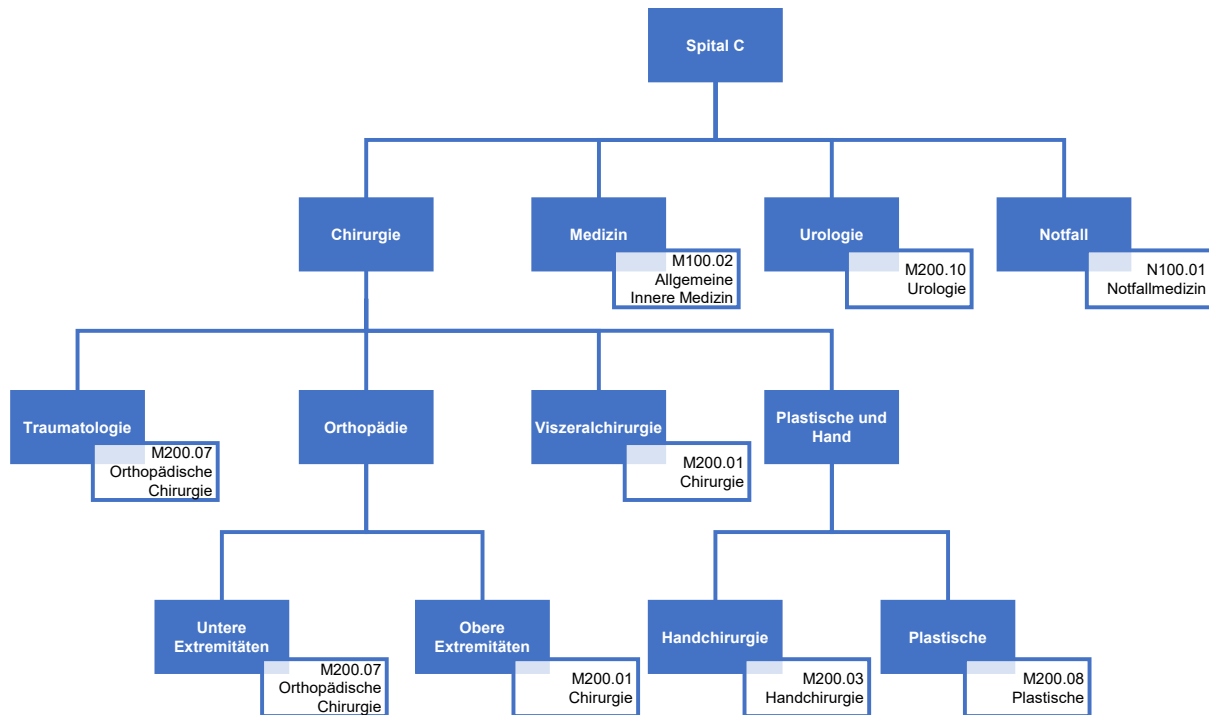 Spital C
Chirurgie
Medizin
Urologie
Notfall
M100.02
Allgemeine
Innere Medizin
M200.10
Urologie
N100.01
Notfallmedizin
Traumatologie
Orthopädie
Viszeralchirurgie
Plastische und
Hand
M200.07
Orthopädische
Chirurgie
M200.01
Chirurgie
Untere
Extremitäten
Obere
Extremitäten
Handchirurgie
Plastische
M200.07
Orthopädische
Chirurgie
M200.01
Chirurgie
M200.03
Handchirurgie
M200.08
Plastische